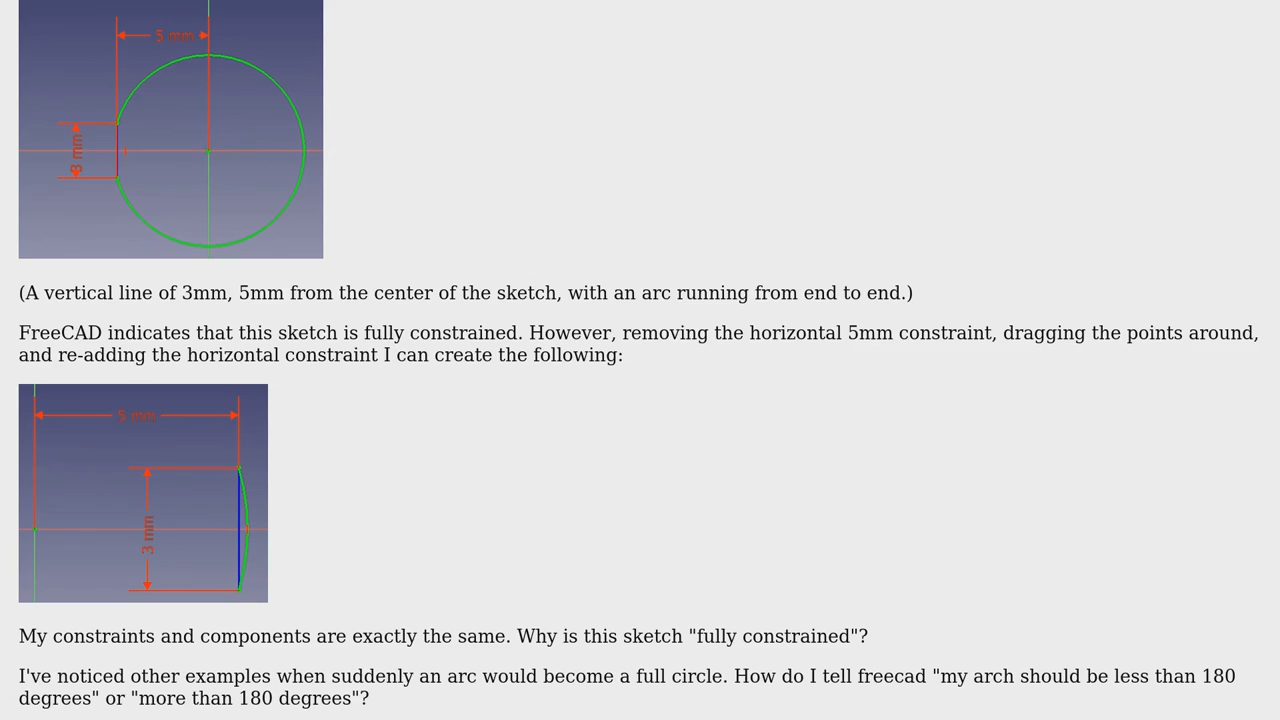 5 mm
3 mm
(A vertical line of 3mm, 5mm from the center of the sketch, with an arc running from end to end.)
FreeCAD indicates that this sketch is fully constrained. However, removing the horizontal 5mm constraint, dragging the points around,
and re-adding the horizontal constraint I can create the following:
5 mm
3 mm
My constraints and components are exactly the same. Why is this sketch "fully constrained"?
I've noticed other examples when suddenly an arc would become a full circle. How do I tell freecad "my arch should be less than 180
degrees" or "more than 180 degrees"?